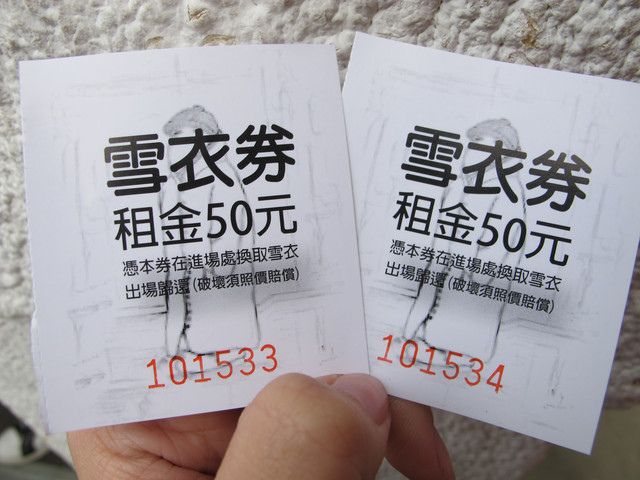 雪衣券
租金50元
憑本券在進場處換取雪衣
出場歸還(破壞須照價賠償)
101533
雪衣券
租金50元
憑本券在進場處換取雪衣
出場歸還(破壞須照價賠償)
101534